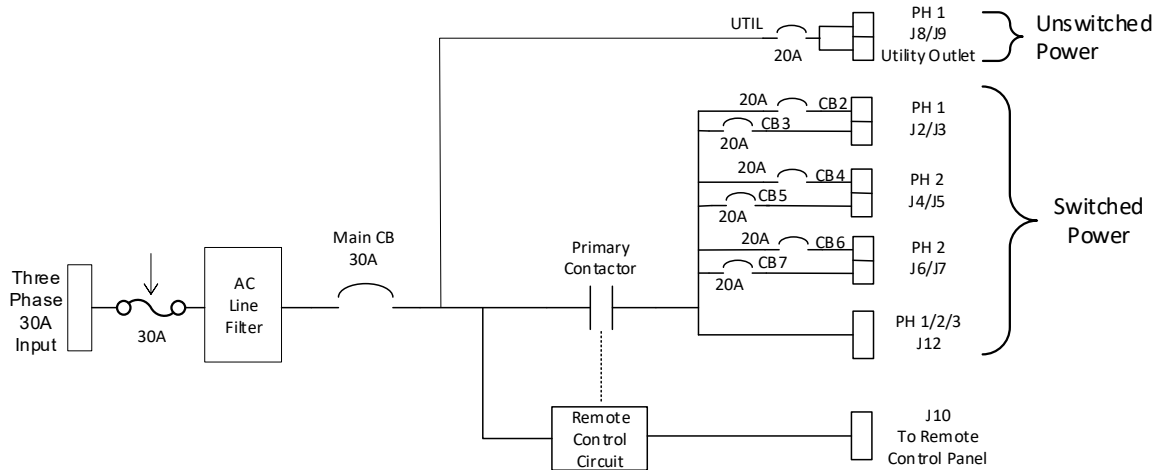 UTIL
20A
PH 1
J8/J9
Utility Outlet
Unswitched
Power
20A
CB2
CB3
20A
PH 1
J2/J3
20A
CB4
CB5
20A
PH 2
J4/J5
20A
CB6
CB7
20A
PH 2
J6/J7
PH 1/2/3
J12
Switched
Power
Three
Phase
30A
Input
30A
AC
Line
Filter
Main CB
30A
Primary
Contactor
Remote
Control
Circuit
J10
To Remote
Control Panel